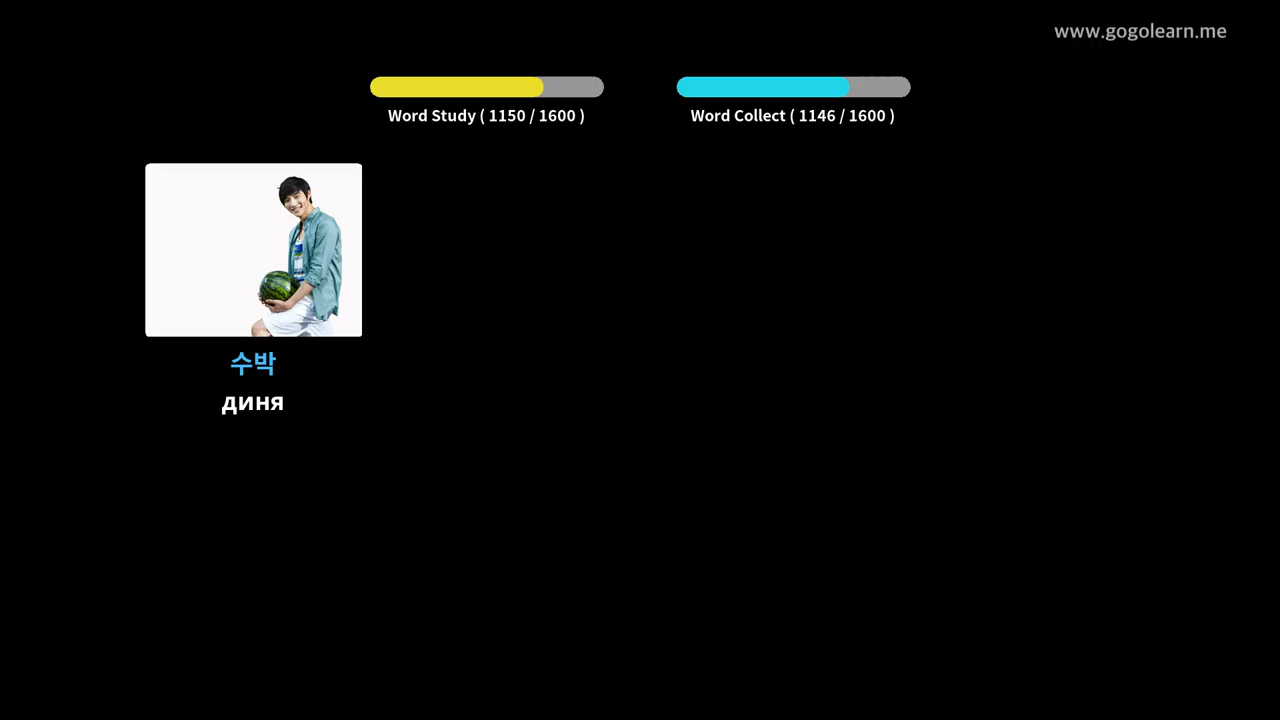 www.gogolearn.me
Word Study ( 1150 / 1600 )
Word Collect ( 1146 / 1600 )
수박
диня